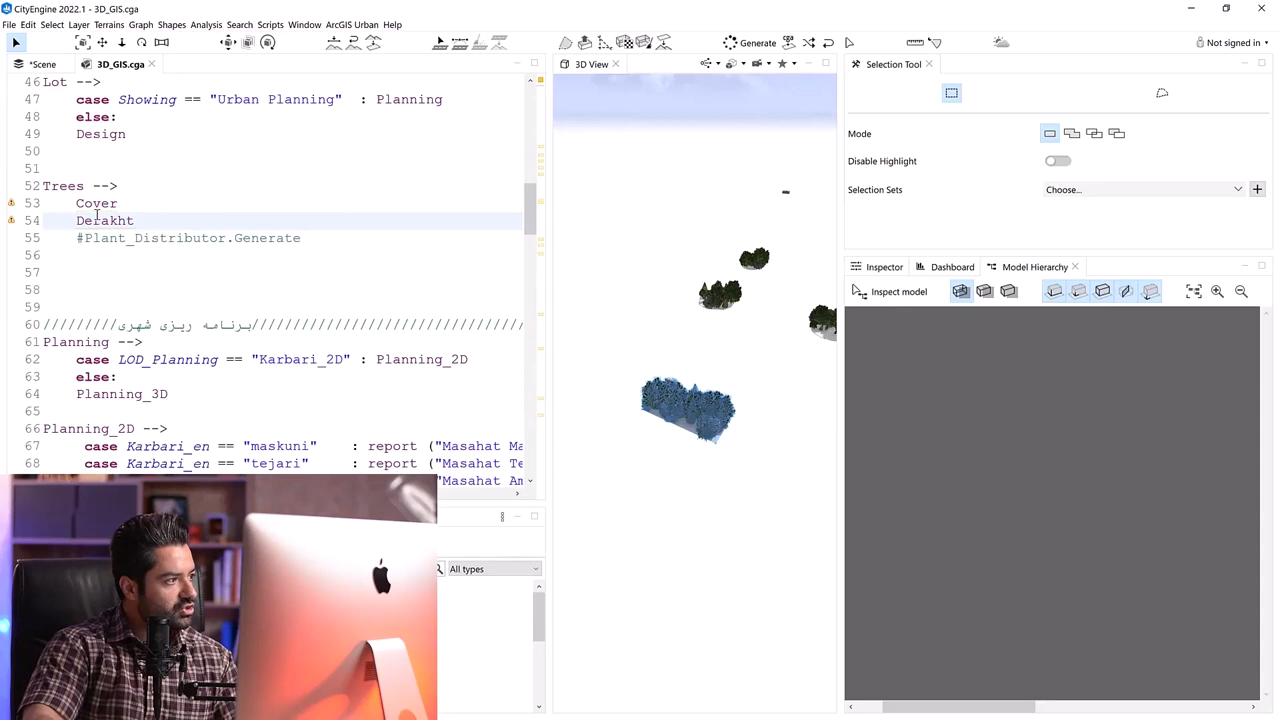 CityEngine 2022.1 - 3D_GIS.cga
File Edit Select Layer Terrains Graph Shapes Analysis Search Scripts Window ArcGIS Urban Help
Generate
Not signed in
*Scene
3D_GIS.cga
46 Lot -->
47 case Showing == "Urban Planning" : Planning
48 else:
49 Design
50
51
52 Trees -->
53 Cover
54 Derakht
55 #Plant_Distributor.Generate
56
57
58
59
60 /////////برنامه ریزی شهری/////////////////////////////////
61 Planning -->
62 case LOD_Planning == "Karbari_2D" : Planning_2D
63 else:
64 Planning_3D
65
66 Planning_2D -->
67 case Karbari_en == "maskuni" : report ("Masahat Ma
68 case Karbari_en == "tejari" : report ("Masahat Te
"Masahat Am
All types
3D View
Selection Tool
Mode
Disable Highlight
Selection Sets
Choose...
Inspector
Dashboard
Model Hierarchy
Inspect model